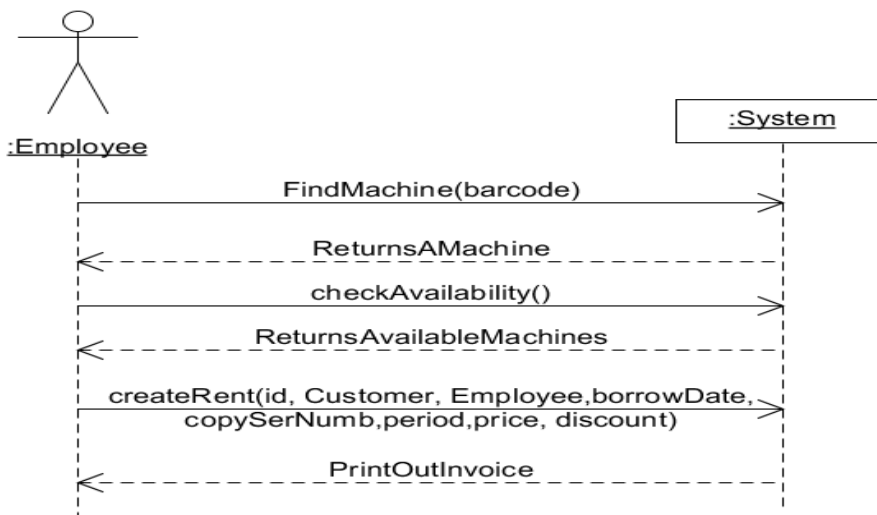 :System
:Employee
FindMachine(barcode)
ReturnsAMachine
checkAvailability()
ReturnsAvailableMachines
createRent(id, Customer, Employee,borrowDate,
copySerNumb,period,price, discount)
PrintOutInvoice